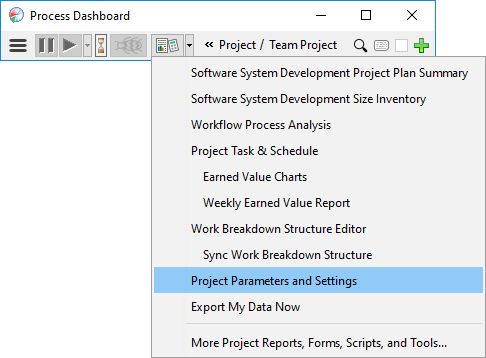 Process Dashboard
« Project / Team Project
Software System Development Project Plan Summary
Software System Development Size Inventory
Workflow Process Analysis
Project Task & Schedule
Earned Value Charts
Weekly Earned Value Report
Work Breakdown Structure Editor
Sync Work Breakdown Structure
Project Parameters and Settings
Export My Data Now
More Project Reports, Forms, Scripts, and Tools...